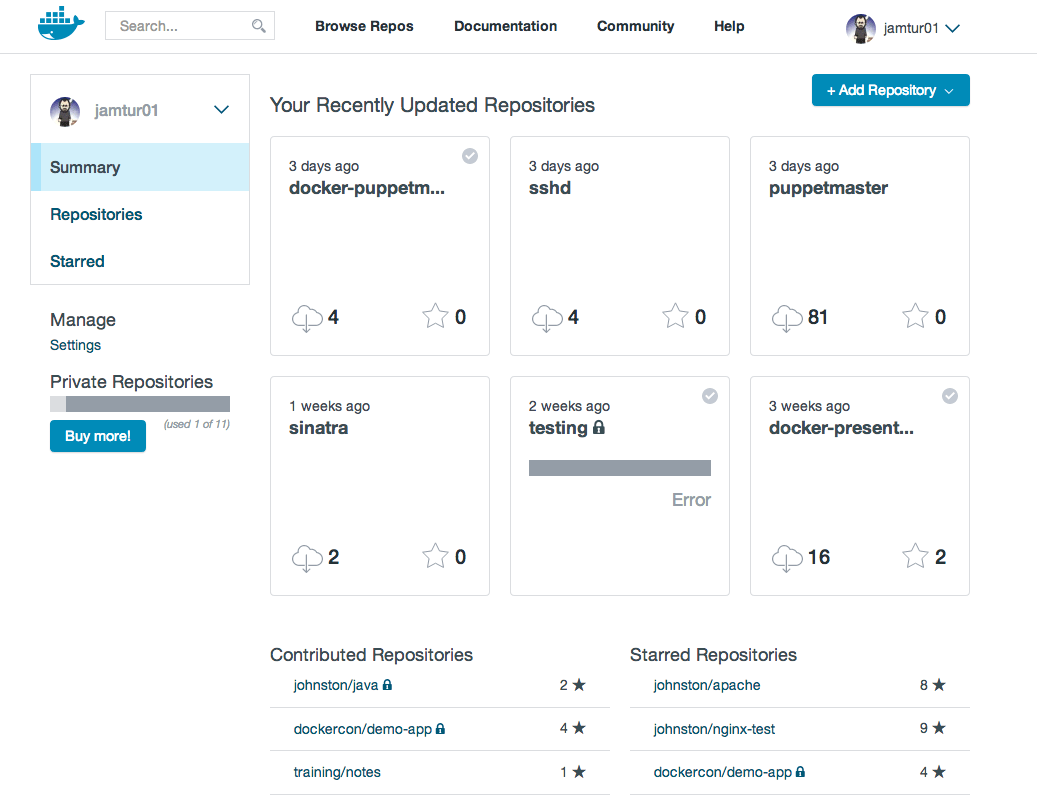 Search...
Browse Repos
Documentation
Community
Help
jamtur01
jamtur01
Summary
Repositories
Starred
Manage
Settings
Private Repositories
(used 1 of 11)
Buy more!
Your Recently Updated Repositories
+ Add Repository
3 days ago
docker-puppetm...
4
0
3 days ago
sshd
4
0
3 days ago
puppetmaster
81
0
1 weeks ago
sinatra
2
0
2 weeks ago
testing
Error
3 weeks ago
docker-present...
16
2
Contributed Repositories
johnston/java 2
dockercon/demo-app 4
training/notes 1
Starred Repositories
johnston/apache 8
johnston/nginx-test 9
dockercon/demo-app 4